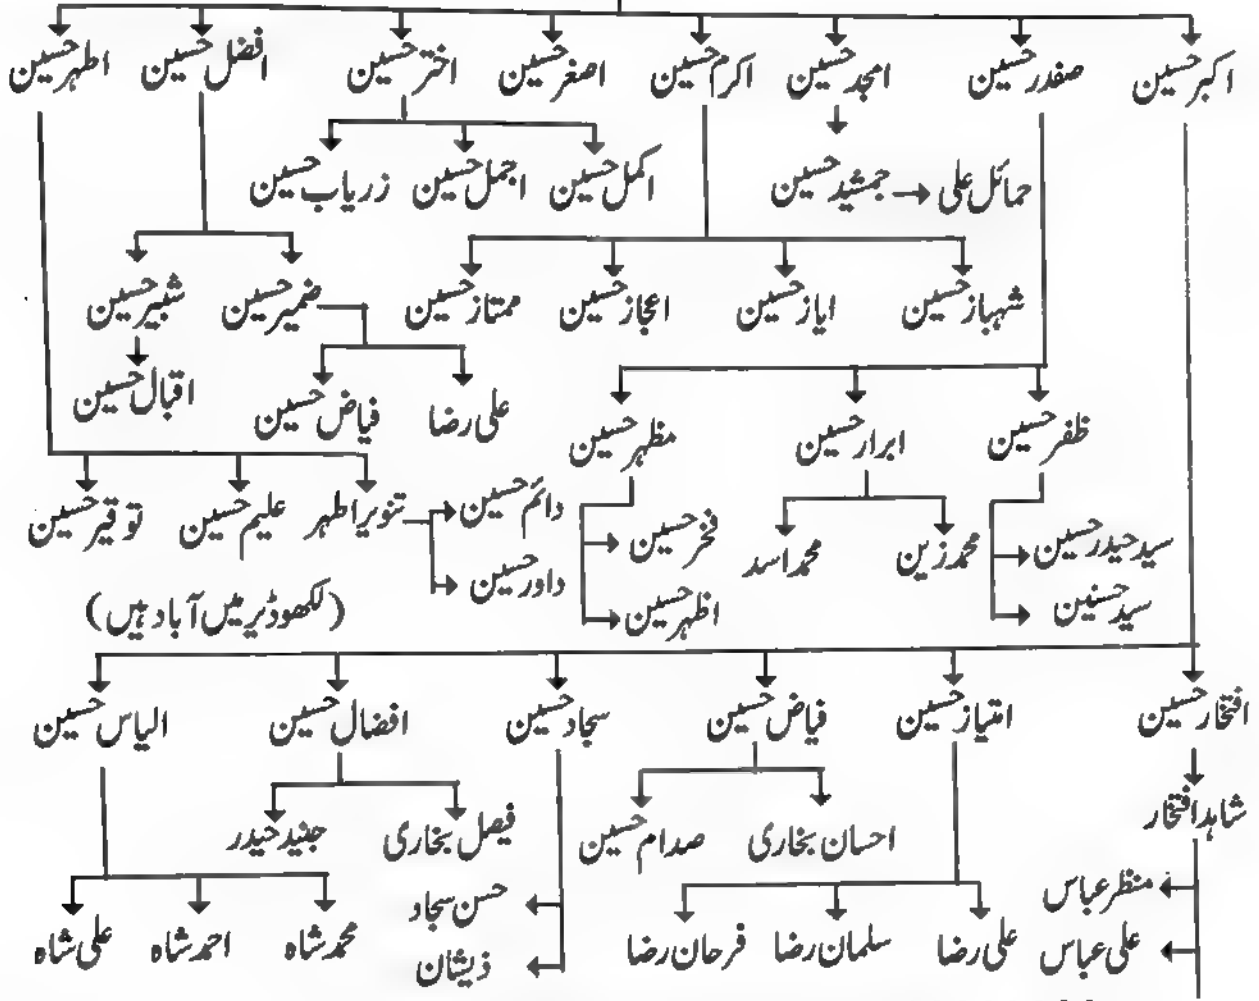 اکبر حسین صفدر حسین امجد حسین اکرم حسین اصغر حسین اختر حسین افضل حسین اطہر حسین
حمائل علی جمشید حسین اکمل حسین اجمل حسین زریاب حسین
شہباز حسین ایاز حسین اعجاز حسین ممتاز حسین ضمیر حسین شبیر حسین
علی رضا فیاض حسین اقبال حسین
ظفر حسین ابرار حسین مظہر حسین
دائم حسین تنویر اطہر علیم حسین توقیر حسین
سید حیدر حسین محمد زین محمد اسد فخر حسین
داور حسین
سید حسنین اظہر حسین (لکھوڈیر میں آباد ہیں)
افتخار حسین امتیاز حسین فیاض حسین سجاد حسین افضال حسین الیاس حسین
شاہد افتخار احسان بخاری صدام حسین فیصل بخاری جنید حیدر
منظر عباس حسن سجاد
علی عباس علی رضا سلمان رضا فرحان رضا محمد شاہ احمد شاہ علی شاہ
ذیشان